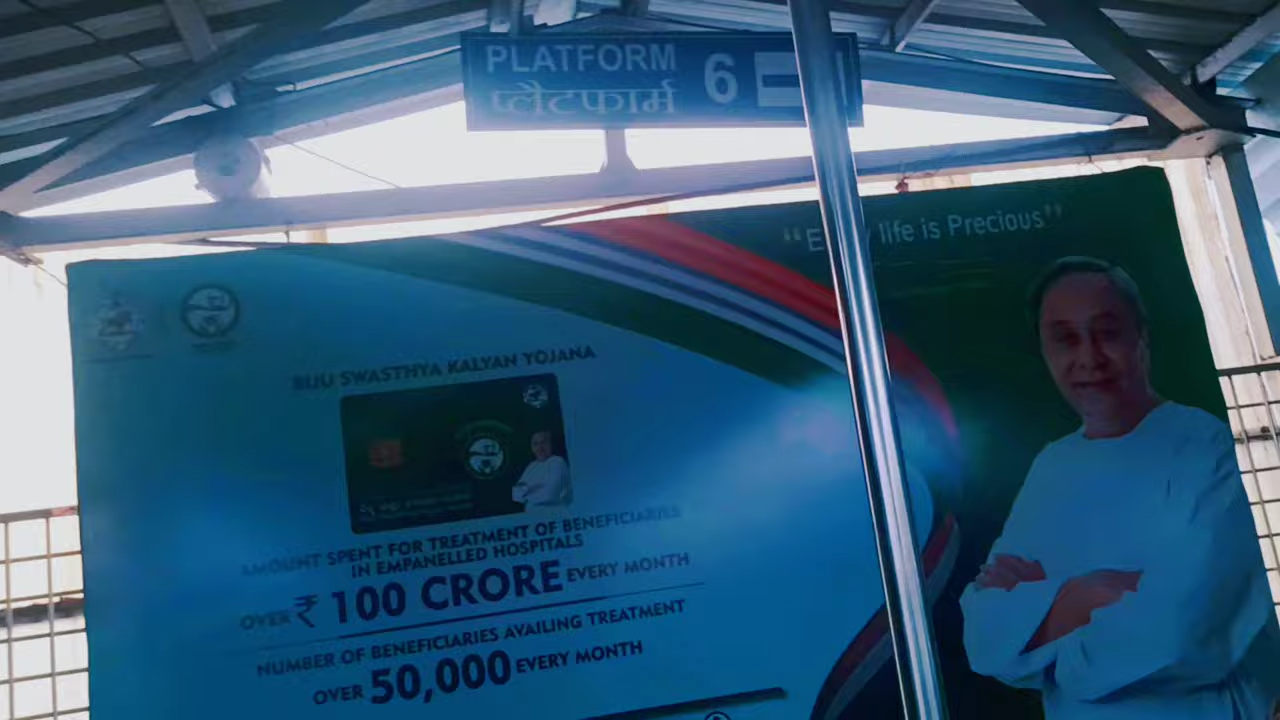 PLATFORM 6
प्लेटफार्म
life is Precious"
BIJU SWASTHYA KALYAN YOJANA
AMOUNT SPENT FOR TREATMENT OF BENEFICIARIES
IN EMPANELLED HOSPITALS
OVER ₹ 100 CRORE EVERY MONTH
NUMBER OF BENEFICIARIES AVAILING TREATMENT
OVER 50,000 EVERY MONTH